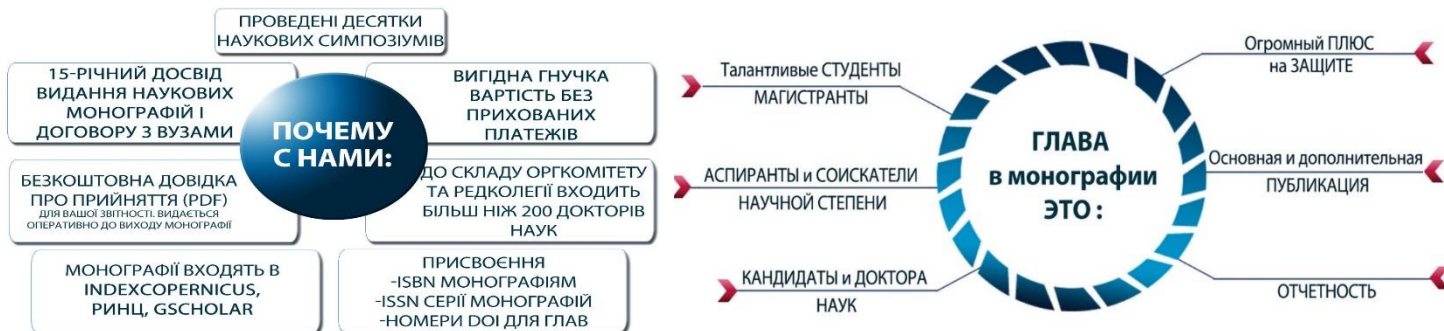 ПРОВЕДЕНІ ДЕСЯТКИ
НАУКОВИХ СИМПОЗІУМІВ
15-РІЧНИЙ ДОСВІД
ВИДАННЯ НАУКОВИХ
МОНОГРАФІЙ І
ДОГОВОРУ З ВУЗАМИ
ПОЧЕМУ
С НАМИ:
ВИГІДНА ГНУЧКА
ВАРТІСТЬ БЕЗ
ПРИХОВАНИХ
ПЛАТЕЖІВ
БЕЗКОШТОВНА ДОВІДКА
ПРО ПРИЙНЯТТЯ (PDF)
ДЛЯ ВАШОЇ ЗВІТНОСТІ. ВИДАЄТЬСЯ
ОПЕРАТИВНО ДО ВИХОДУ МОНОГРАФІЇ
ДО СКЛАДУ ОРГКОМІТЕТУ
ТА РЕДКОЛЕГІЇ ВХОДИТЬ
БІЛЬШ НІЖ 200 ДОКТОРІВ
НАУК
МОНОГРАФІЇ ВХОДЯТЬ В
INDEXCOPERNICUS,
РИНЦ, GSCHOLAR
ПРИСВОЄННЯ
-ISBN МОНОГРАФІЯМ
-ISSN СЕРІЇ МОНОГРАФІЙ
-НОМЕРИ DOI ДЛЯ ГЛАВ
Талантливые СТУДЕНТЫ
МАГИСТРАНТЫ
АСПИРАНТЫ и СОИСКАТЕЛИ
НАУЧНОЙ СТЕПЕНИ
КАНДИДАТЫ и ДОКТОРА
НАУК
ГЛАВА
в монографии
ЭТО :
Огромный ПЛЮС
на ЗАЩИТЕ
Основная и дополнительная
ПУБЛИКАЦИЯ
ОТЧЕТНОСТЬ